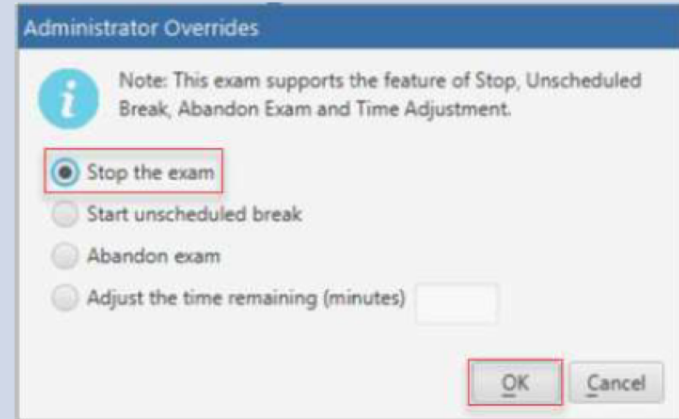 Administrator Overrides
Note: This exam supports the feature of Stop, Unscheduled
Break, Abandon Exam and Time Adjustment.
Stop the exam
Start unscheduled break
Abandon exam
Adjust the time remaining (minutes)
OK Cancel